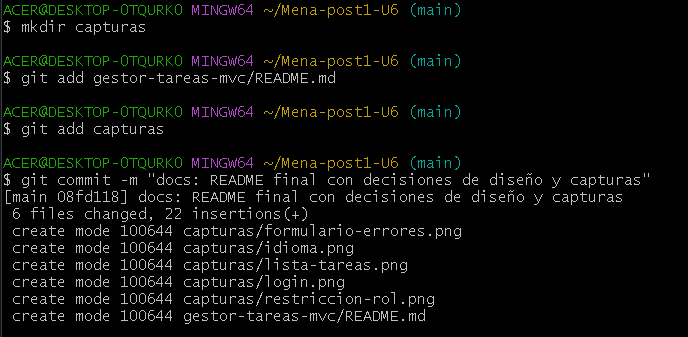 ACER@DESKTOP-OTQURKO MINGW64 ~/Mena-post1-U6 (main)
$ mkdir capturas
ACER@DESKTOP-OTQURKO MINGW64 ~/Mena-post1-U6 (main)
$ git add gestor-tareas-mvc/README.md
ACER@DESKTOP-OTQURKO MINGW64 ~/Mena-post1-U6 (main)
$ git add capturas
ACER@DESKTOP-OTQURKO MINGW64 ~/Mena-post1-U6 (main)
$ git commit -m "docs: README final con decisiones de diseño y capturas"
[main 08fd118] docs: README final con decisiones de diseño y capturas
6 files changed, 22 insertions(+)
create mode 100644 capturas/formulario-errores.png
create mode 100644 capturas/idioma.png
create mode 100644 capturas/lista-tareas.png
create mode 100644 capturas/login.png
create mode 100644 capturas/restriccion-rol.png
create mode 100644 gestor-tareas-mvc/README.md